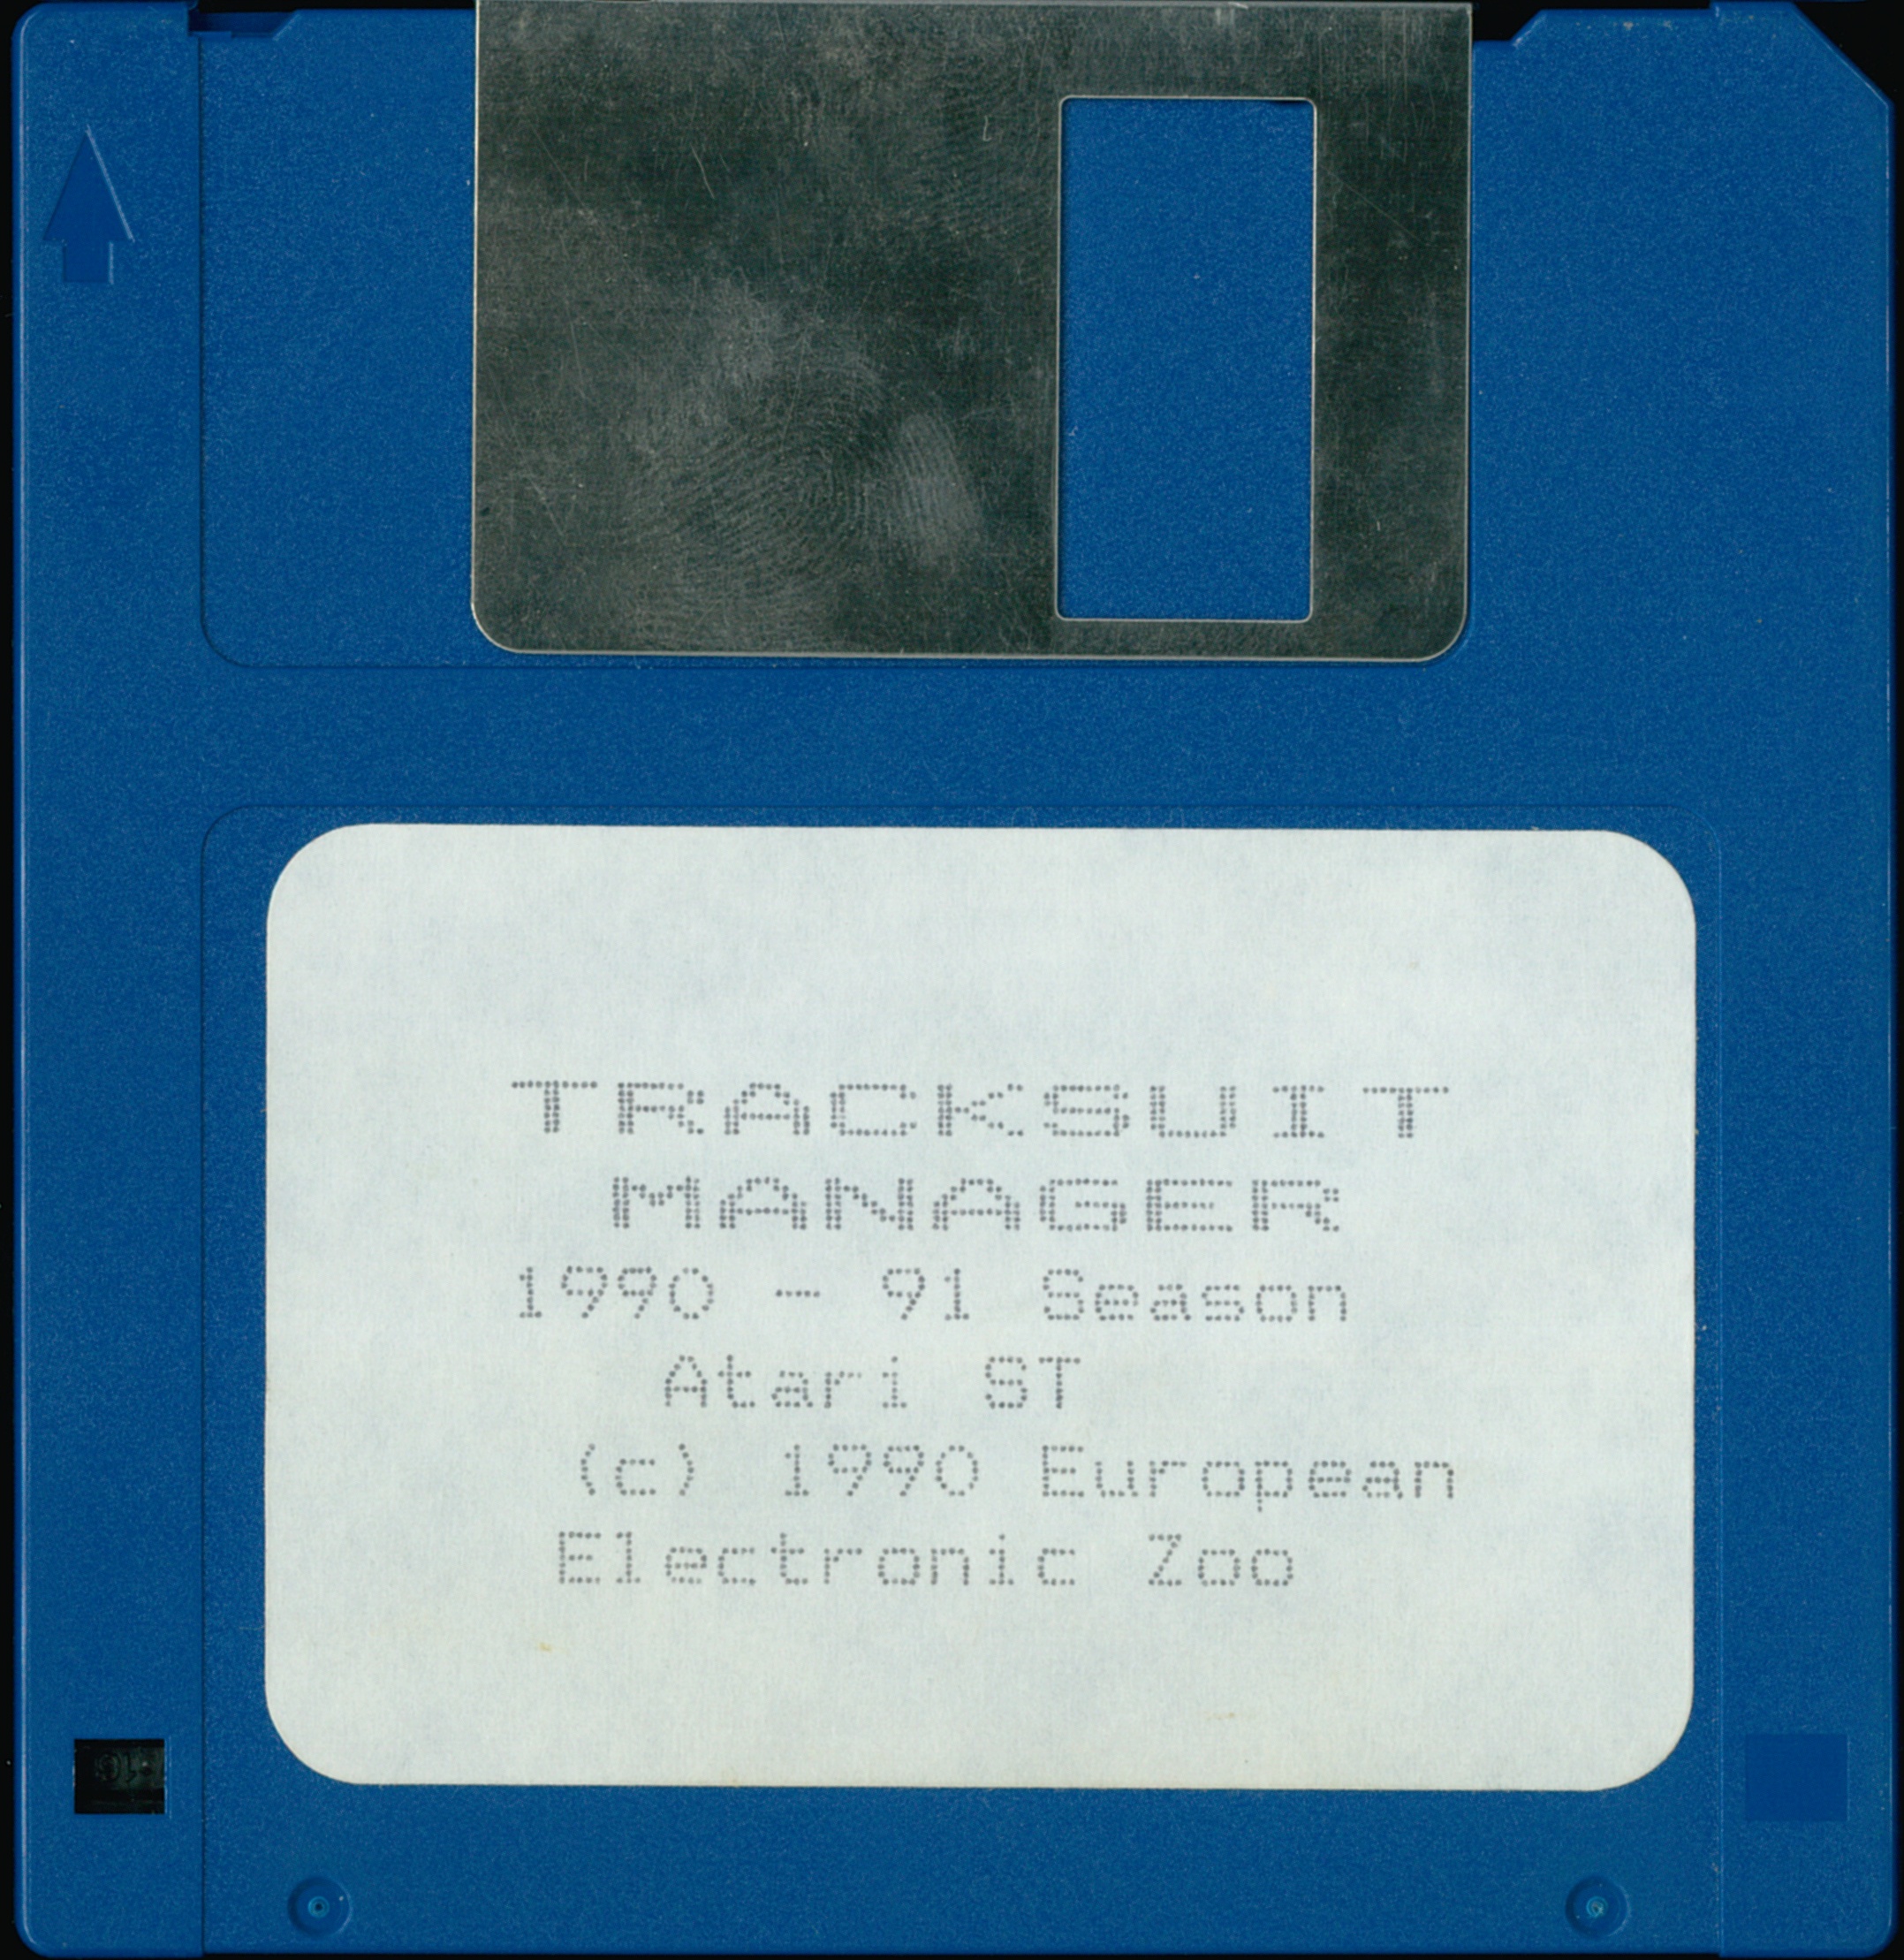 TRACKSUIT
MANAGER
1990 - 91 Season
Atari ST
(c) 1990 European
Electronic Zoo